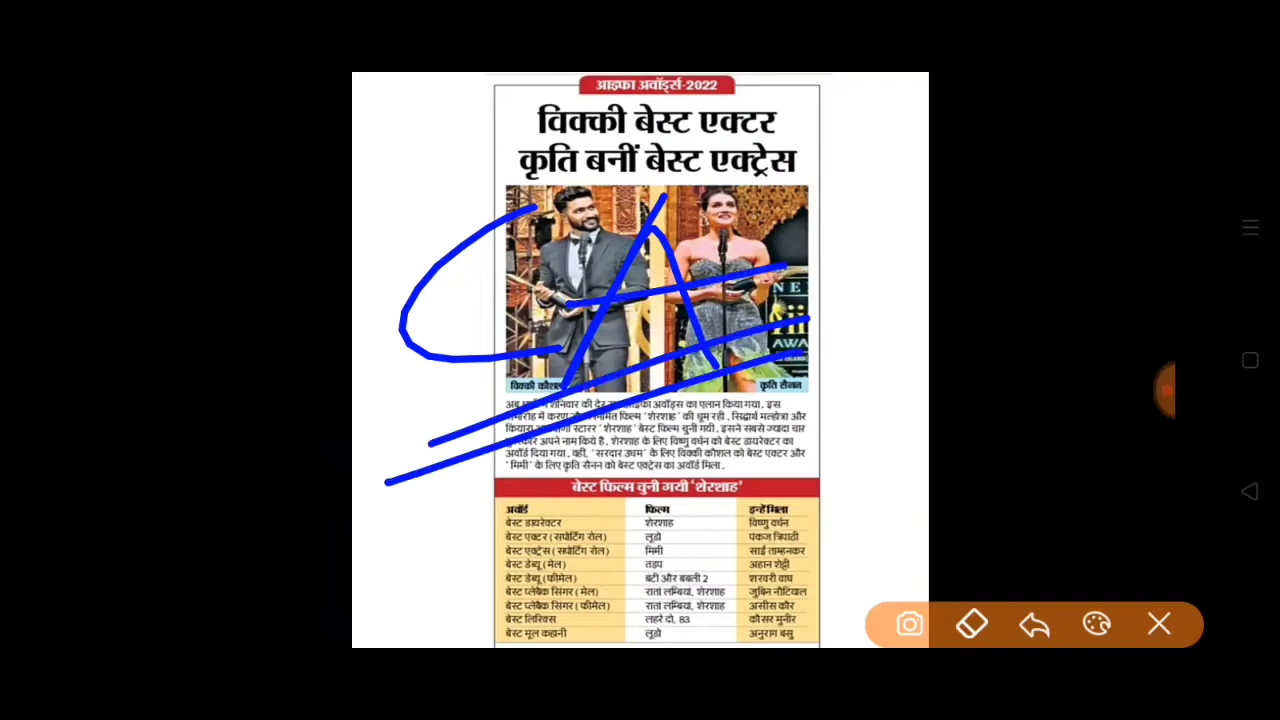 आइफा अवॉर्ड्स-2022
विक्की बेस्ट एक्टर
कृति बनीं बेस्ट एक्ट्रेस
NE
AWA
विक्की कौशल
कृति सैनन
अब शनिवार की देर आइफा अवॉर्ड्स का एलान किया गया. इस
में करण निर्मित फिल्म 'शेरशाह' की धूम रही. सिद्धार्थ मल्होत्रा और
कियारा स्टारर 'शेरशाह' बेस्ट फिल्म चुनी गयी. इसने सबसे ज्यादा चार
अपने नाम किये है. शेरशाह के लिए विष्णु वर्धन को बेस्ट डायरेक्टर का
अवॉर्ड दिया गया. वहीं, 'सरदार उधम' के लिए विक्की कौशल को बेस्ट एक्टर और
'मिमी' के लिए कृति सैनन को बेस्ट एक्ट्रेस का अवॉर्ड मिला.
बेस्ट फिल्म चुनी गयी 'शेरशाह'
अवॉर्ड फिल्म इन्हें मिला
बेस्ट डायरेक्टर शेरशाह विष्णु वर्धन
बेस्ट एक्टर (सपोर्टिंग रोल) लूडो पंकज त्रिपाठी
बेस्ट एक्ट्रेस (सपोर्टिंग रोल) मिमी साई ताम्हनकर
बेस्ट डेब्यू (मेल) तड़प अहान शेट्टी
बेस्ट डेब्यू (फीमेल) बंटी और बबली 2 शरवरी वाघ
बेस्ट प्लेबैक सिंगर (मेल) रातां लम्बियां, शेरशाह जुबिन नौटियाल
बेस्ट प्लेबैक सिंगर (फीमेल) रातां लम्बियां, शेरशाह असीस कौर
बेस्ट लिरिक्स लहरे दो, 83 कौसर मुनीर
बेस्ट मूल कहानी लूडो अनुराग बसु